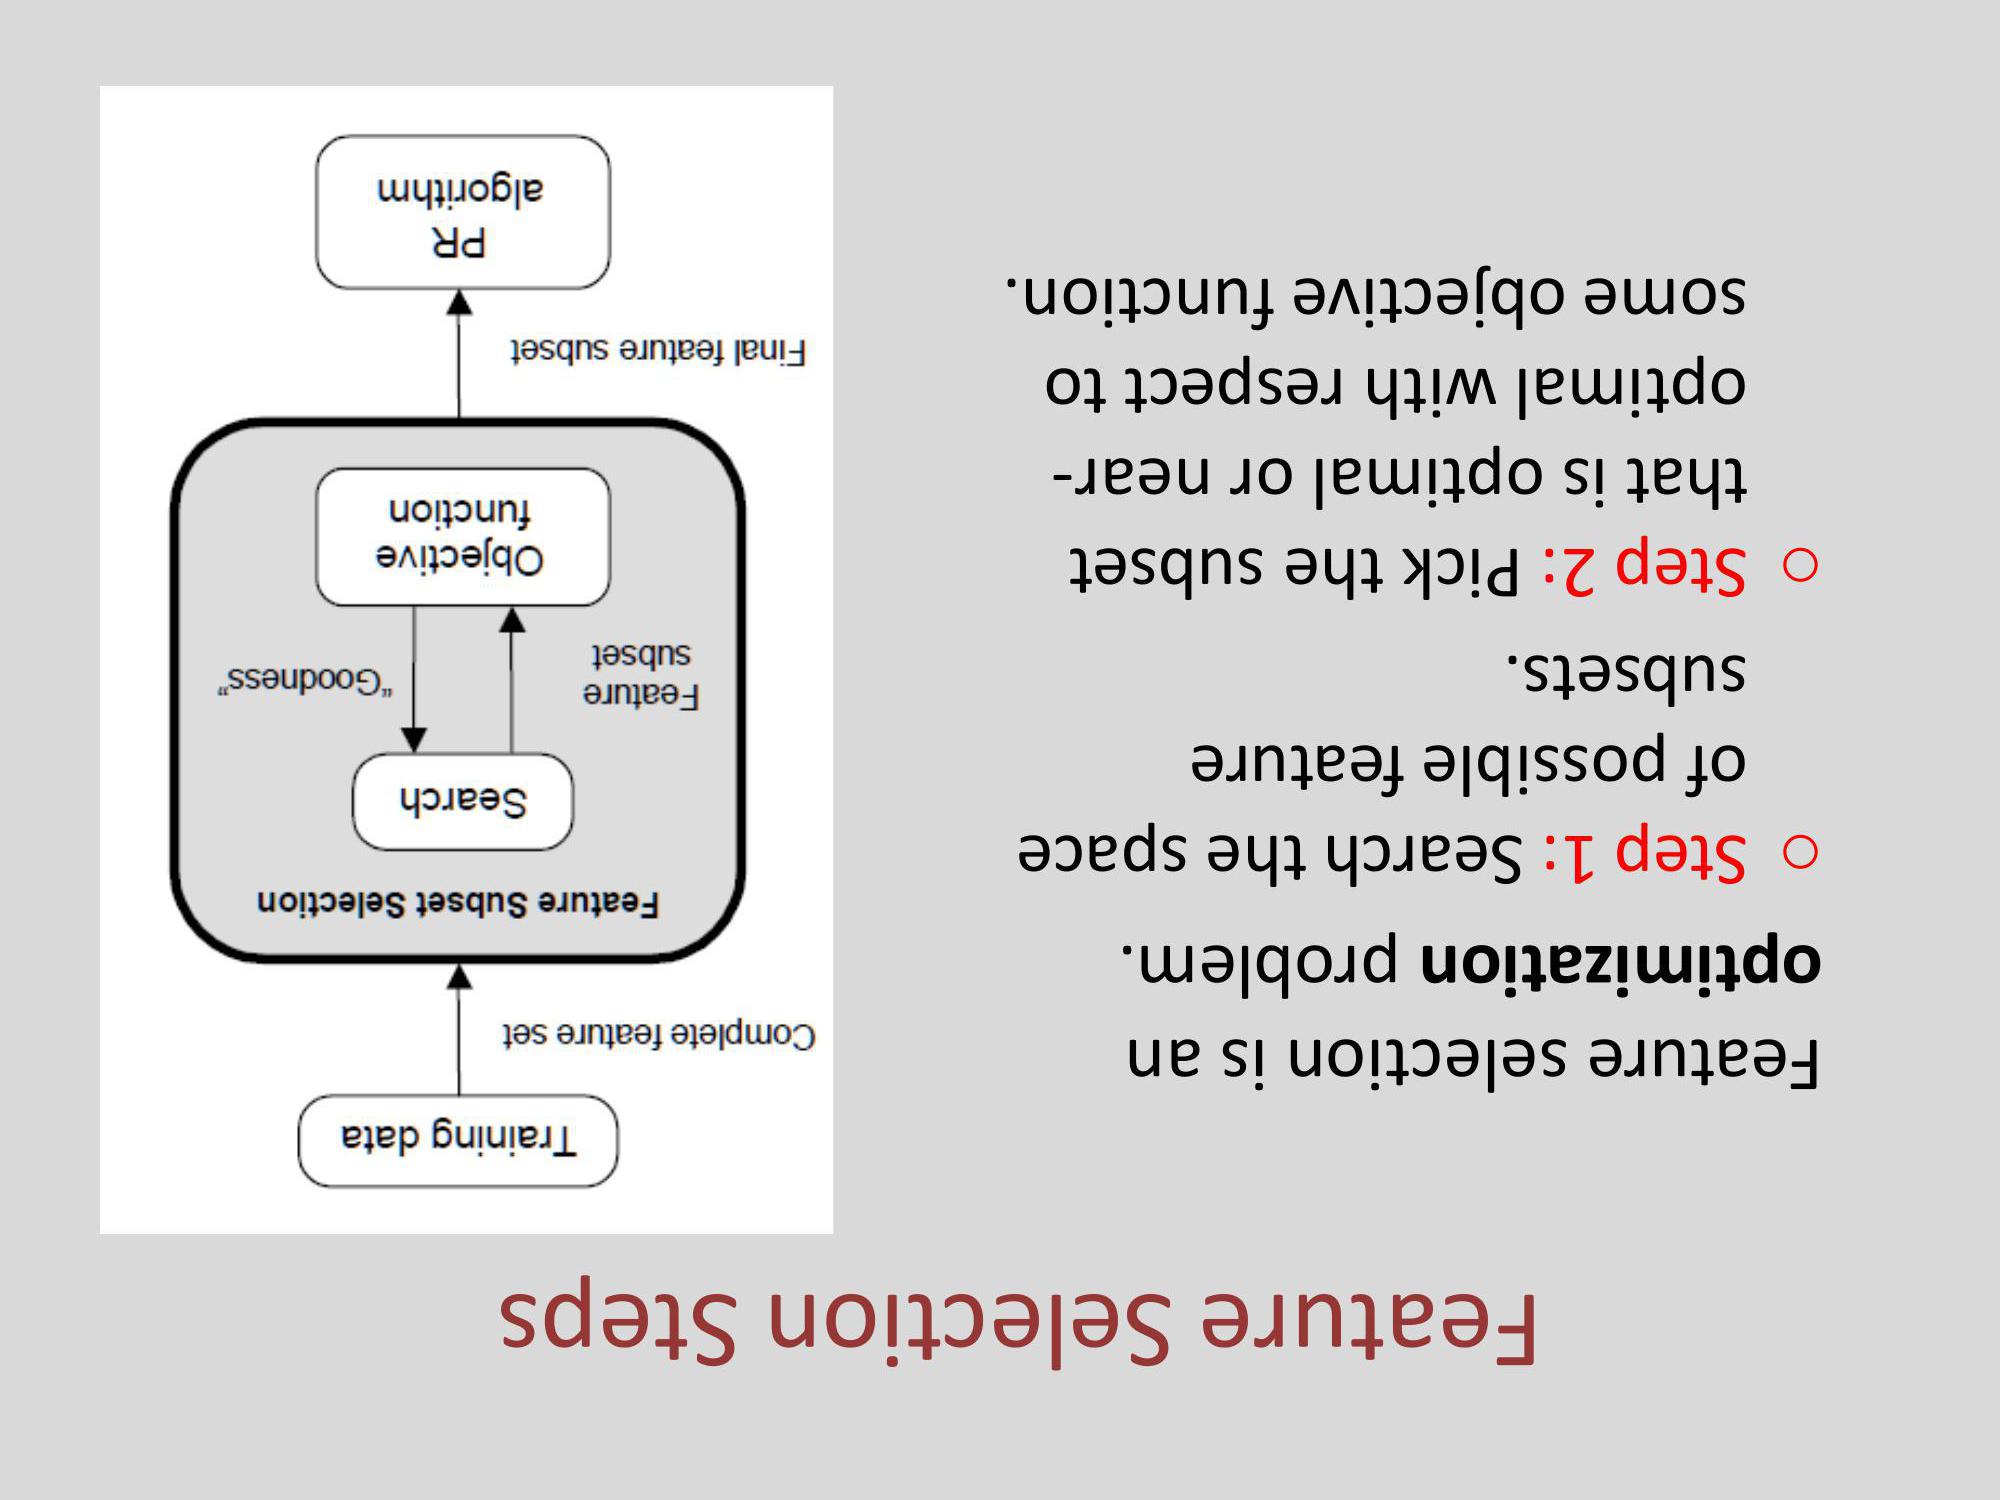 Feature Selection Steps
Feature selection is an
optimization problem.
○ Step 1: Search the space
of possible feature
subsets.
○ Step 2: Pick the subset
that is optimal or near-
optimal with respect to
some objective function.
Training data
Complete feature set
Feature Subset Selection
Search
Feature
subset
“Goodness”
Objective
function
Final feature subset
PR
algorithm